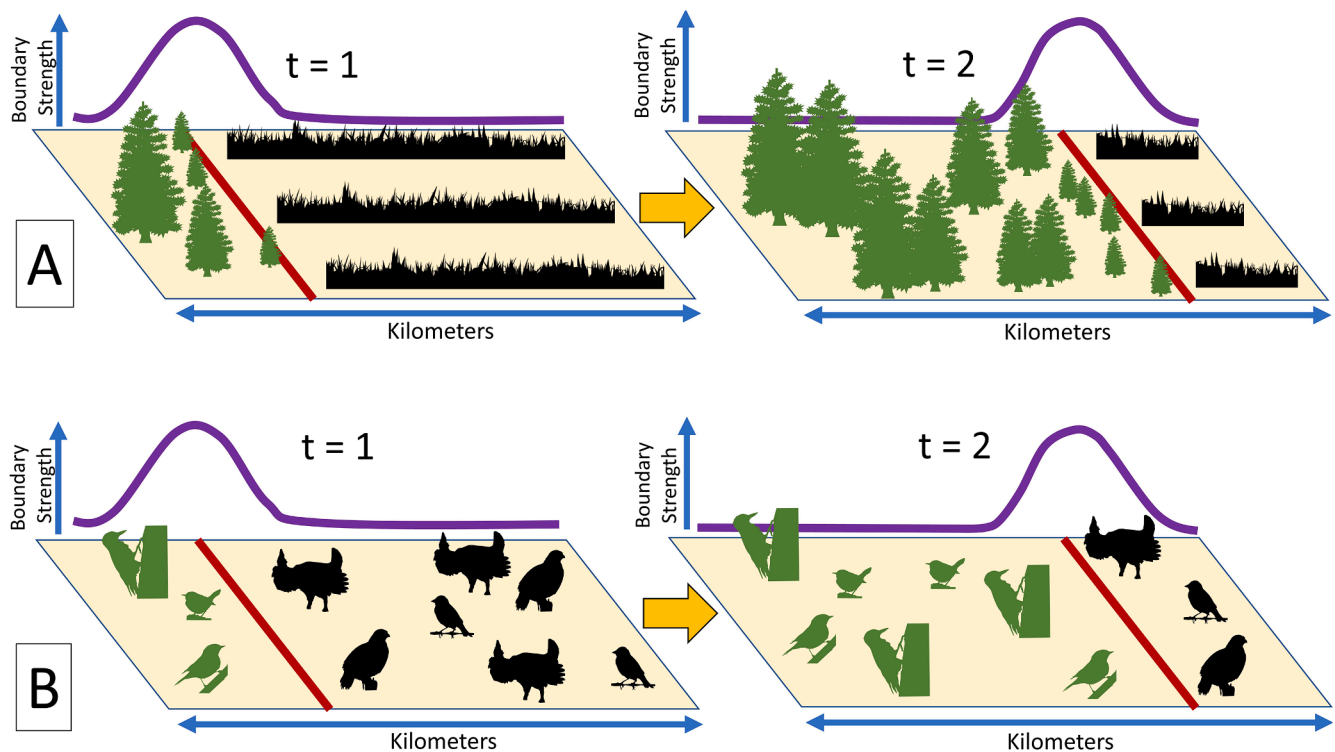 Boundary
Strength
t = 1
Boundary
Strength
t = 2
A
Kilometers
Kilometers
Boundary
Strength
t = 1
Boundary
Strength
t = 2
B
Kilometers
Kilometers